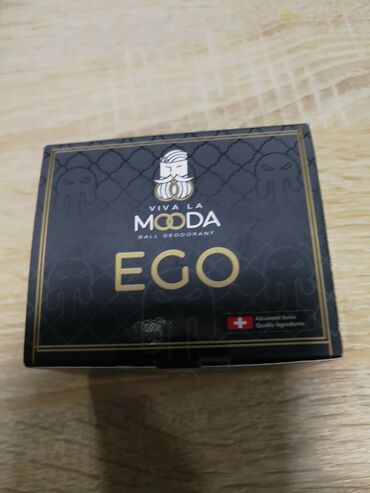 VIVA LA
MOODA
BALL DEODORANT
EGO
Advanced Swiss
Quality Ingredients